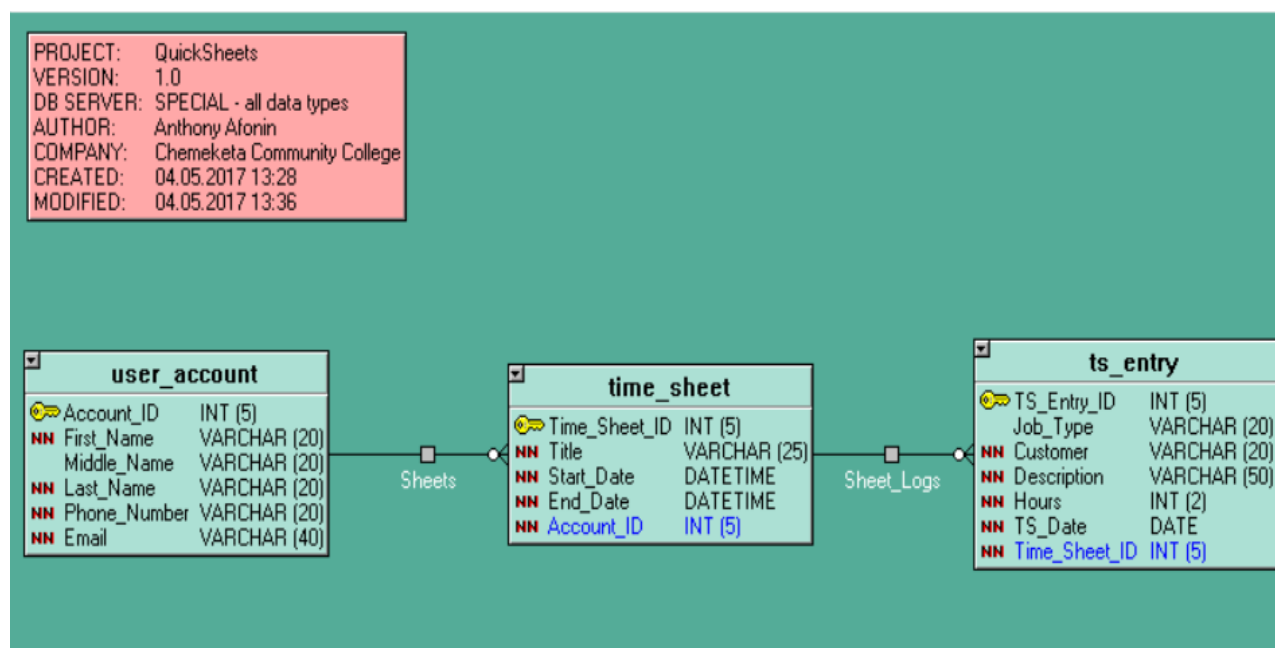 PROJECT: QuickSheets
VERSION: 1.0
DB SERVER: SPECIAL - all data types
AUTHOR: Anthony Afonin
COMPANY: Chemeketa Community College
CREATED: 04.05.2017 13:28
MODIFIED: 04.05.2017 13:36
user_account
Account_ID INT (5)
NN First_Name VARCHAR (20)
Middle_Name VARCHAR (20)
NN Last_Name VARCHAR (20)
NN Phone_Number VARCHAR (20)
NN Email VARCHAR (40)
Sheets
time_sheet
Time_Sheet_ID INT (5)
NN Title VARCHAR (25)
NN Start_Date DATETIME
NN End_Date DATETIME
NN Account_ID INT (5)
Sheet_Logs
ts_entry
TS_Entry_ID INT (5)
Job_Type VARCHAR (20)
NN Customer VARCHAR (20)
NN Description VARCHAR (50)
NN Hours INT (2)
NN TS_Date DATE
NN Time_Sheet_ID INT (5)